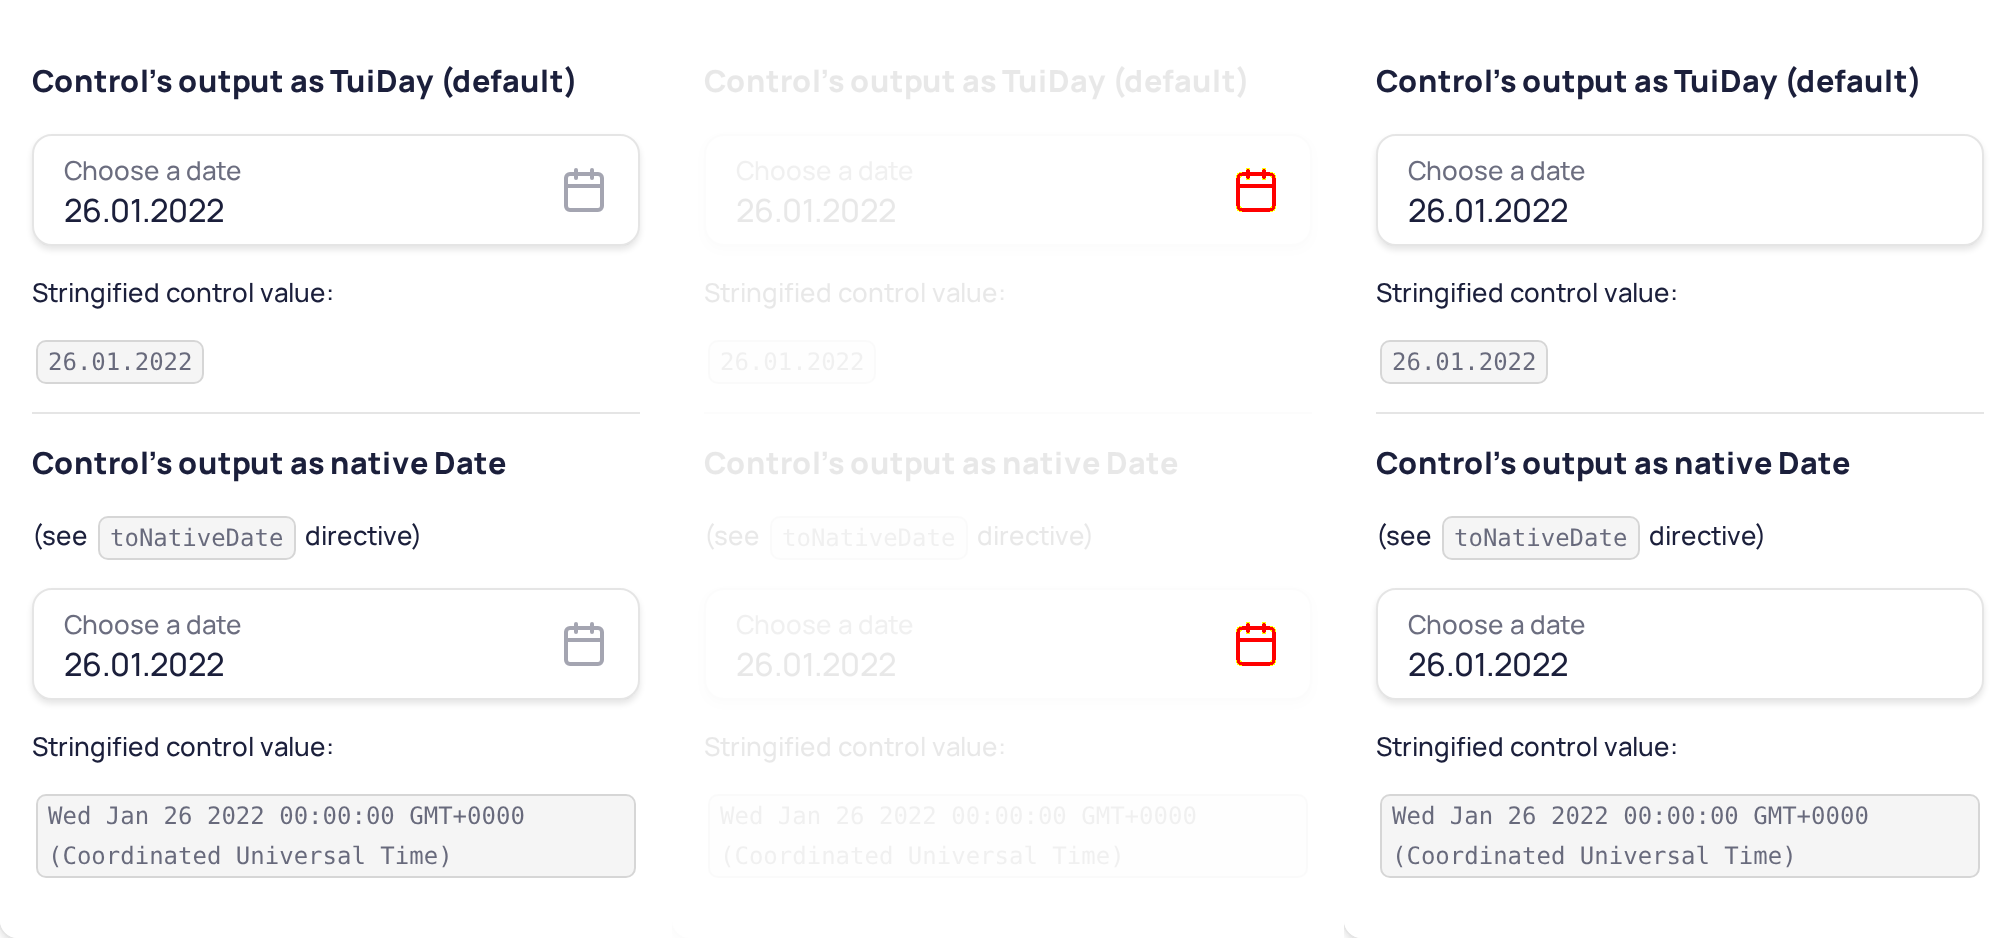 Control's output as TuiDay (default)
Choose a date
26.01.2022
Stringified control value:
26.01.2022
Control's output as native Date
(see toNativeDate directive)
Choose a date
26.01.2022
Stringified control value:
Wed Jan 26 2022 00:00:00 GMT+0000
(Coordinated Universal Time)
Control's output as TuiDay (default)
Choose a date
26.01.2022
Stringified control value:
26.01.2022
Control's output as native Date
(see toNativeDate directive)
Choose a date
26.01.2022
Stringified control value:
Wed Jan 26 2022 00:00:00 GMT+0000
(Coordinated Universal Time)
Control's output as TuiDay (default)
Choose a date
26.01.2022
Stringified control value:
26.01.2022
Control's output as native Date
(see toNativeDate directive)
Choose a date
26.01.2022
Stringified control value:
Wed Jan 26 2022 00:00:00 GMT+0000
(Coordinated Universal Time)